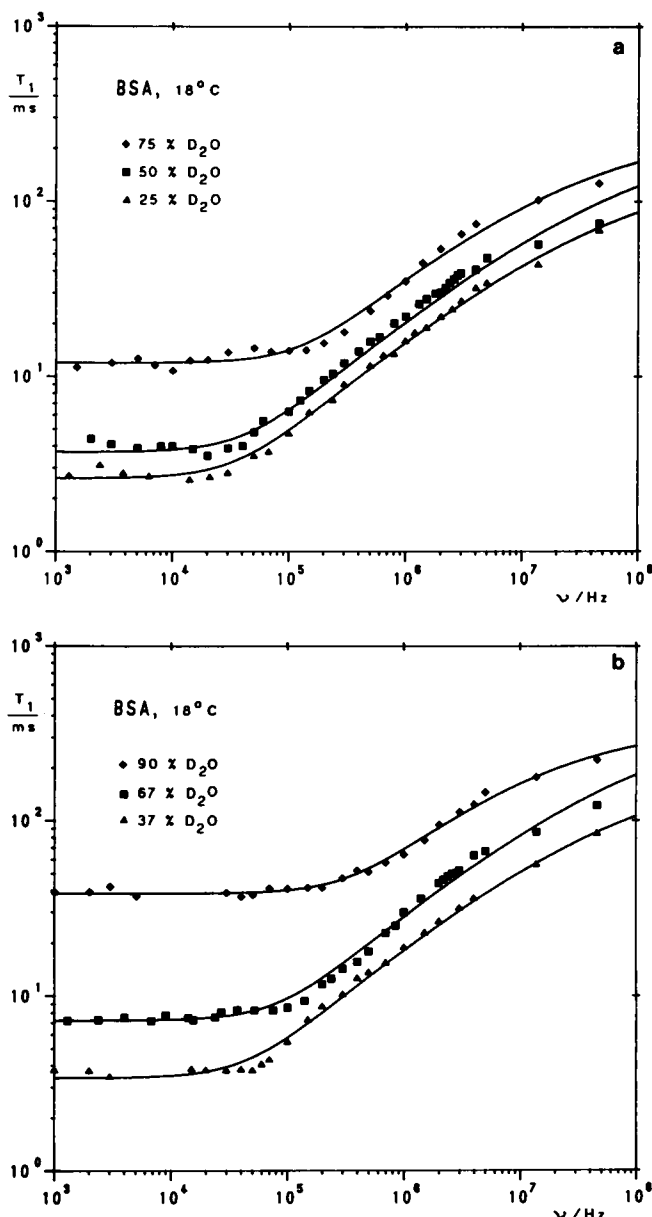 10³
a
T₁
ms
BSA, 18°C
♦ 75 % D₂O
■ 50 % D₂O
▲ 25 % D₂O
10²
10¹
10⁰
10³ 10⁴ 10⁵ 10⁶ 10⁷ 10⁸
ν/Hz
10³
b
T₁
ms
BSA, 18°C
♦ 90 % D₂O
■ 67 % D₂O
▲ 37 % D₂O
10²
10¹
10⁰
10³ 10⁴ 10⁵ 10⁶ 10⁷ 10⁸
ν/Hz